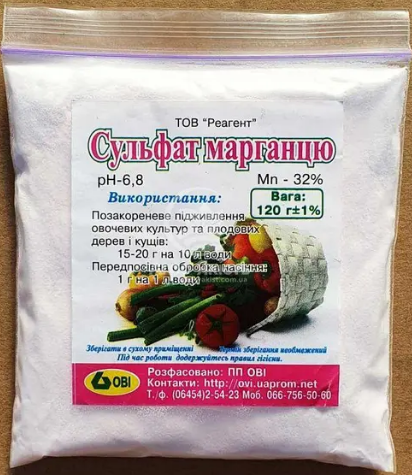 ТОВ "Реагент"
Сульфат марганцю
pH-6,8 Mn - 32%
Використання:
Вага:
120 г±1%
Позакореневе підживлення
овочевих культур та плодових
дерев і кущів:
15-20 г на 10 л води
Передпосівна обробка насіння:
1 г на 1 л води
Зберігати в сухому приміщенні Термін зберігання необмежений
Під час роботи додержуйтесь правил гігієни.
ОВІ
Розфасовано: ПП ОВІ
Контакти: http://ovi.uaprom.net
Т./ф. (06454)2-54-23 Моб. 066-756-50-60